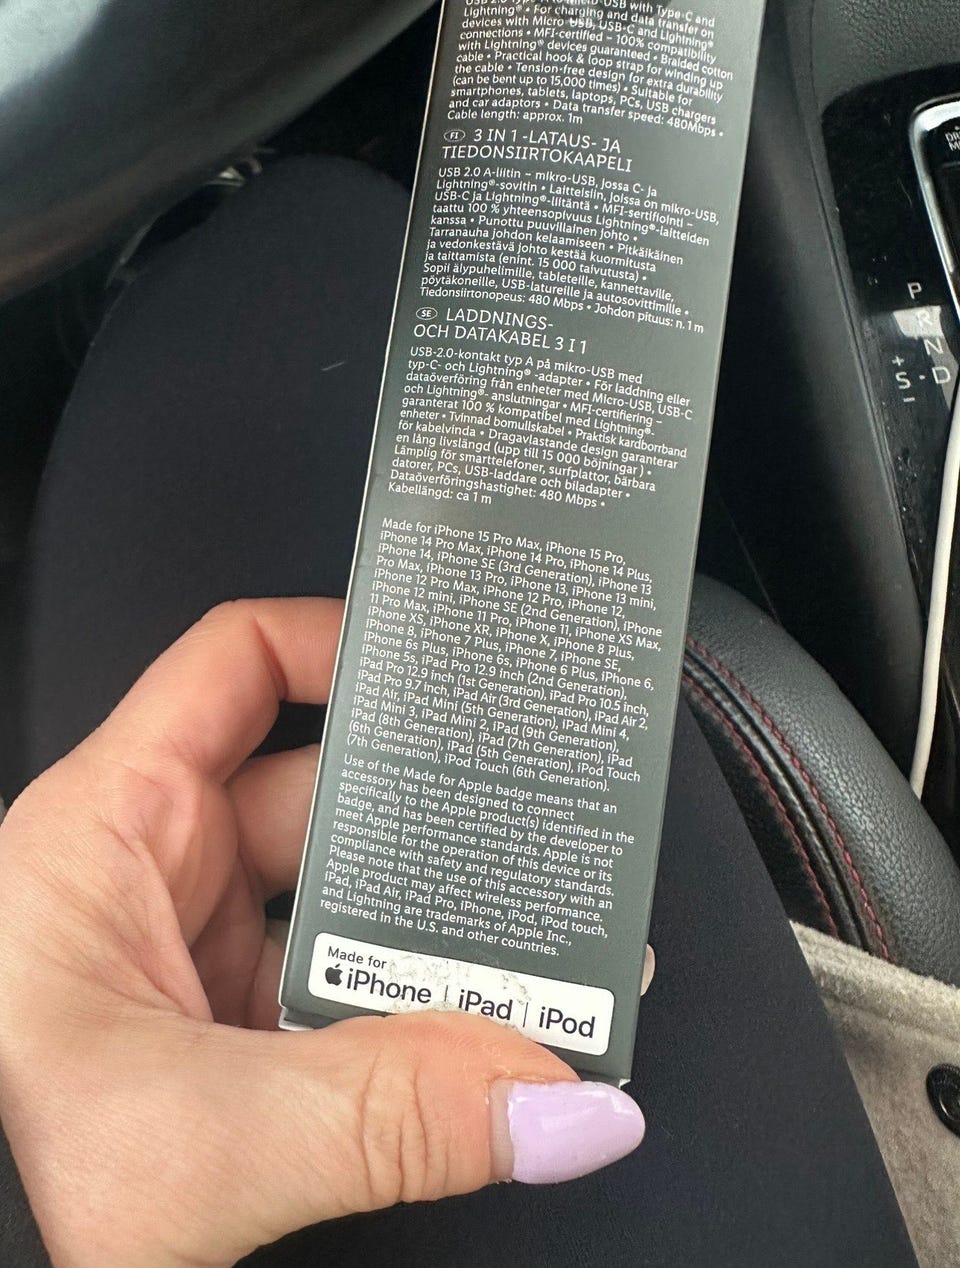 USB 2.0 Type A to Micro-USB with Type-C and
Lightning® • For charging and data transfer on
devices with Micro USB, USB-C and Lightning®
connections • MFI-certified – 100% compatibility
with Lightning® devices guaranteed • Braided cotton
cable • Practical hook & loop strap for winding up
the cable • Tension-free design for extra durability
(can be bent up to 15,000 times) • Suitable for
smartphones, tablets, laptops, PCs, USB chargers
and car adaptors • Data transfer speed: 480Mbps •
Cable length: approx. 1m
FI 3 IN 1 -LATAUS- JA
TIEDONSIIRTOKAAPELI
USB 2.0 A-liitin – mikro-USB, jossa C- ja
Lightning®-sovitin • Laitteisiin, joissa on mikro-USB,
USB-C ja Lightning®-liitäntä • MFI-sertifiointi –
taattu 100 % yhteensopivuus Lightning®-laitteiden
kanssa • Punottu puuvillainen johto •
Tarranauha johdon kelaamiseen • Pitkäikäinen
ja vedonkestävä johto kestää kuormitusta
ja taittamista (enint. 15 000 taivutusta) •
Sopii älypuhelimille, tableteille, kannettaville,
pöytäkoneille, USB-latureille ja autosovittimille •
Tiedonsiirtonopeus: 480 Mbps • Johdon pituus: n. 1 m
SE LADDNINGS-
OCH DATAKABEL 3 I 1
USB-2.0-kontakt typ A på mikro-USB med
typ-C- och Lightning® -adapter • För laddning eller
dataöverföring från enheter med Micro-USB, USB-C
och Lightning®- anslutningar • MFI-certifiering –
garanterat 100 % kompatibel med Lightning®-
enheter • Tvinnad bomullskabel • Praktisk kardborrband
för kabelvinda • Dragavlastande design garanterar
en lång livslängd (upp till 15 000 böjningar ) •
Lämplig för smarttelefoner, surfplattor, bärbara
datorer, PCs, USB-laddare och biladapter •
Dataöverföringshastighet: 480 Mbps •
Kabellängd: ca 1 m
Made for iPhone 15 Pro Max, iPhone 15 Pro,
iPhone 14 Pro Max, iPhone 14 Pro, iPhone 14 Plus,
iPhone 14, iPhone SE (3rd Generation), iPhone 13
Pro Max, iPhone 13 Pro, iPhone 13, iPhone 13 mini,
iPhone 12 Pro Max, iPhone 12 Pro, iPhone 12,
iPhone 12 mini, iPhone SE (2nd Generation), iPhone
11 Pro Max, iPhone 11 Pro, iPhone 11, iPhone XS Max,
iPhone XS, iPhone XR, iPhone X, iPhone 8 Plus,
iPhone 8, iPhone 7 Plus, iPhone 7, iPhone SE,
iPhone 6s Plus, iPhone 6s, iPhone 6 Plus, iPhone 6,
iPhone 5s, iPad Pro 12.9 inch (2nd Generation),
iPad Pro 12.9 inch (1st Generation), iPad Pro 10.5 inch,
iPad Pro 9.7 inch, iPad Air (3rd Generation), iPad Air 2,
iPad Air, iPad Mini (5th Generation), iPad Mini 4,
iPad Mini 3, iPad Mini 2, iPad (9th Generation),
iPad (8th Generation), iPad (7th Generation), iPad
(6th Generation), iPad (5th Generation), iPod Touch
(7th Generation), iPod Touch (6th Generation).
Use of the Made for Apple badge means that an
accessory has been designed to connect
specifically to the Apple product(s) identified in the
badge, and has been certified by the developer to
meet Apple performance standards. Apple is not
responsible for the operation of this device or its
compliance with safety and regulatory standards.
Please note that the use of this accessory with an
Apple product may affect wireless performance.
iPad, iPad Air, iPad Pro, iPhone, iPod, iPod touch,
and Lightning are trademarks of Apple Inc.,
registered in the U.S. and other countries.
Made for
iPhone | iPad | iPod
P
R
N
+
S - D
–